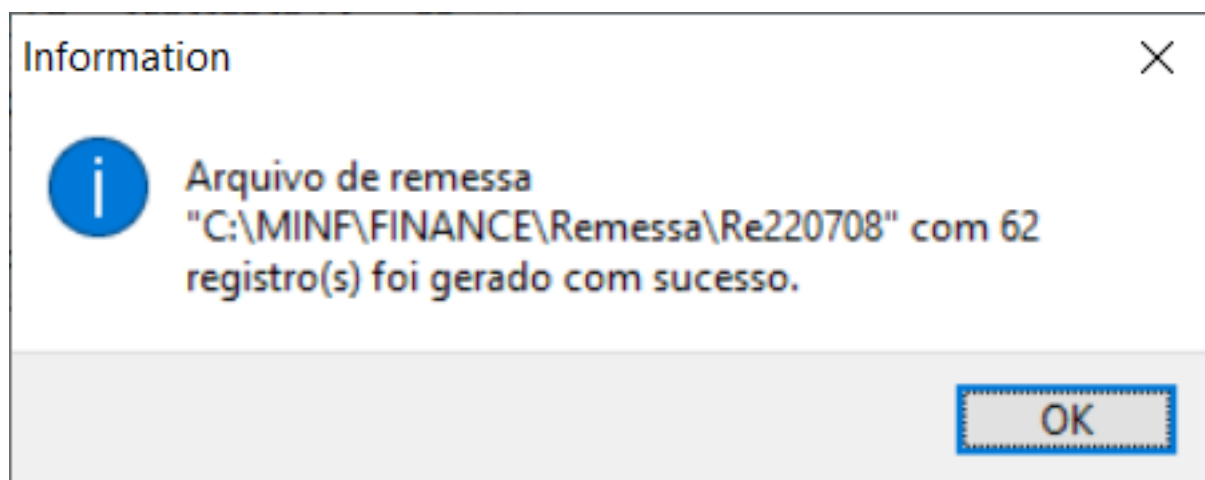 Information
Arquivo de remessa
"C:\MINF\FINANCE\Remessa\Re220708" com 62
registro(s) foi gerado com sucesso.
OK